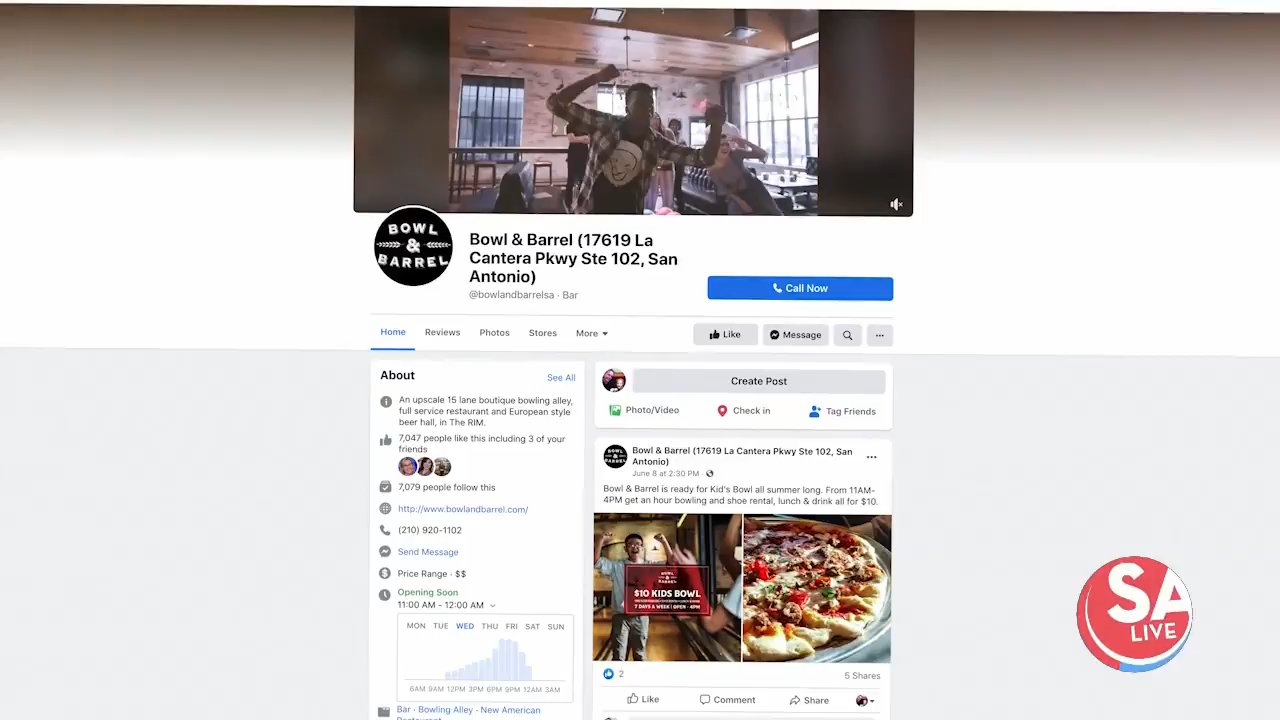 BOWL
&
BARREL
Bowl & Barrel (17619 La
Cantera Pkwy Ste 102, San
Antonio)
@bowlandbarrelsa · Bar
Call Now
Home
Reviews
Photos
Stores
More
Like
Message
About
See All
An upscale 15 lane boutique bowling alley,
full service restaurant and European style
beer hall, in The RIM.
7,047 people like this including 3 of your
friends
7,079 people follow this
http://www.bowlandbarrel.com/
(210) 920-1102
Send Message
Price Range · $$
Opening Soon
11:00 AM - 12:00 AM
MON TUE WED THU FRI SAT SUN
6AM 9AM 12PM 3PM 6PM 9PM 12AM 3AM
Bar · Bowling Alley · New American
Restaurant
Create Post
Photo/Video
Check in
Tag Friends
BOWL
&
BARREL
Bowl & Barrel (17619 La Cantera Pkwy Ste 102, San
Antonio)
June 8 at 2:30 PM ·
Bowl & Barrel is ready for Kid's Bowl all summer long. From 11AM-
4PM get an hour bowling and shoe rental, lunch & drink all for $10.
BOWL
&
BARREL
$10 KIDS BOWL
7 DAYS A WEEK | OPEN - 4PM
2
5 Shares
Like
Comment
Share
SA
LIVE